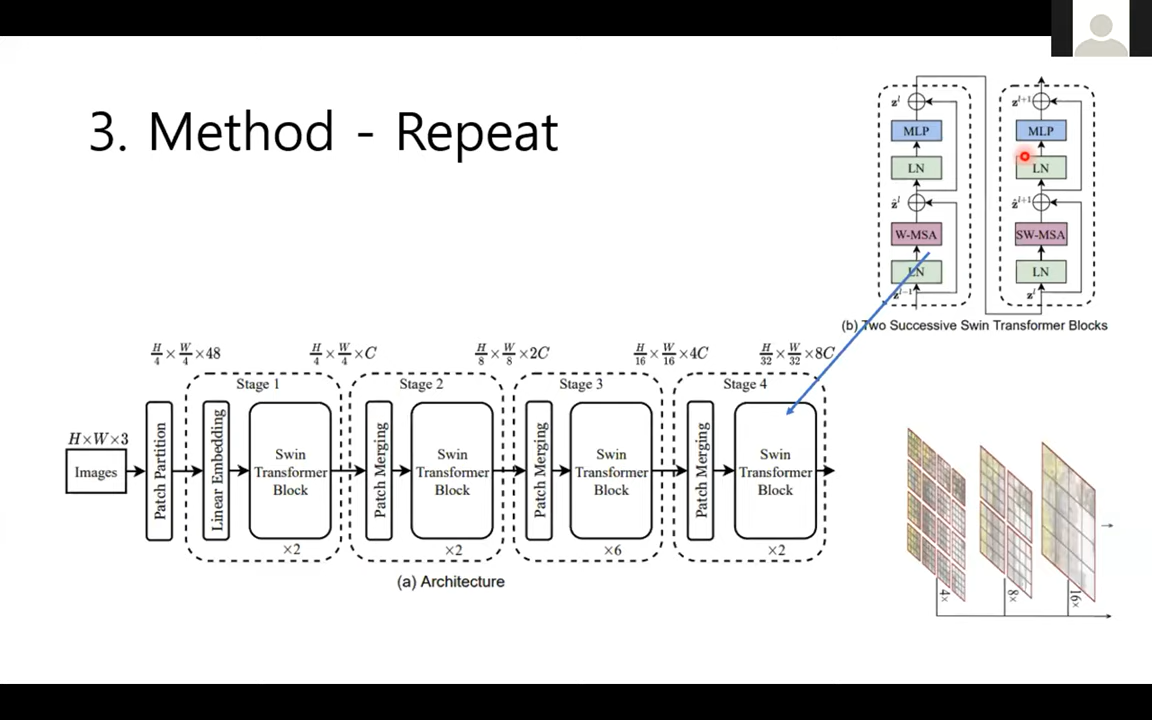 3. Method - Repeat
z^l
MLP
LN
ẑ^l
W-MSA
LN
z^{l-1}
z^{l+1}
MLP
LN
ẑ^{l+1}
SW-MSA
LN
z^l
(b) Two Successive Swin Transformer Blocks
H/4 × W/4 × 48
H/4 × W/4 × C
H/8 × W/8 × 2C
H/16 × W/16 × 4C
H/32 × W/32 × 8C
Stage 1
Stage 2
Stage 3
Stage 4
H×W×3
Images
Patch Partition
Linear Embedding
Swin
Transformer
Block
×2
Patch Merging
Swin
Transformer
Block
×2
Patch Merging
Swin
Transformer
Block
×6
Patch Merging
Swin
Transformer
Block
×2
(a) Architecture
4×
8×
16×